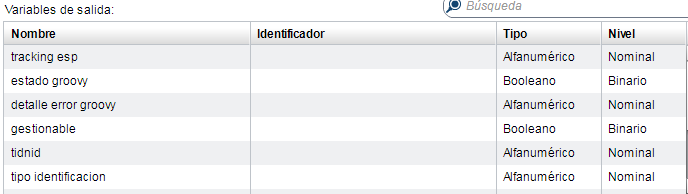 Variables de salida:
Búsqueda
Nombre Identificador Tipo Nivel
tracking esp Alfanumérico Nominal
estado groovy Booleano Binario
detalle error groovy Alfanumérico Nominal
gestionable Booleano Binario
tidnid Alfanumérico Nominal
tipo identificacion Alfanumérico Nominal